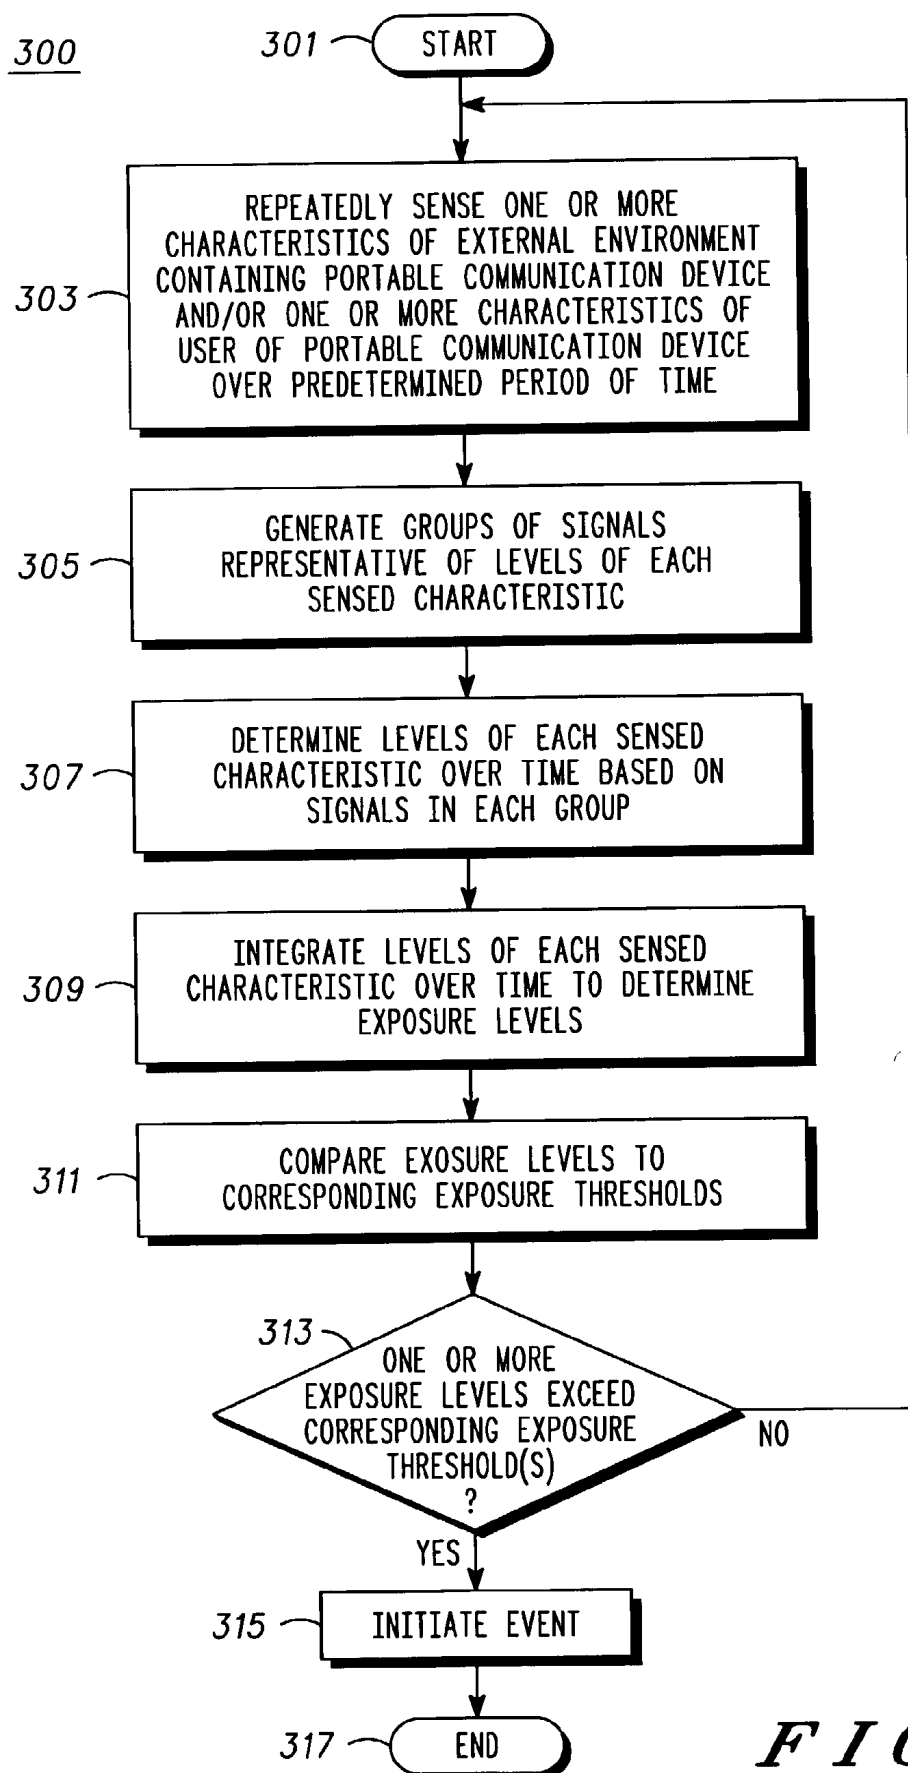 300
301
START
REPEATEDLY SENSE ONE OR MORE
CHARACTERISTICS OF EXTERNAL ENVIRONMENT
CONTAINING PORTABLE COMMUNICATION DEVICE
AND/OR ONE OR MORE CHARACTERISTICS OF
USER OF PORTABLE COMMUNICATION DEVICE
OVER PREDETERMINED PERIOD OF TIME
303
GENERATE GROUPS OF SIGNALS
REPRESENTATIVE OF LEVELS OF EACH
SENSED CHARACTERISTIC
305
DETERMINE LEVELS OF EACH SENSED
CHARACTERISTIC OVER TIME BASED ON
SIGNALS IN EACH GROUP
307
INTEGRATE LEVELS OF EACH SENSED
CHARACTERISTIC OVER TIME TO DETERMINE
EXPOSURE LEVELS
309
COMPARE EXOSURE LEVELS TO
CORRESPONDING EXPOSURE THRESHOLDS
311
313
ONE OR MORE
EXPOSURE LEVELS EXCEED
CORRESPONDING EXPOSURE
THRESHOLD(S)
?
NO
YES
315
INITIATE EVENT
317
END